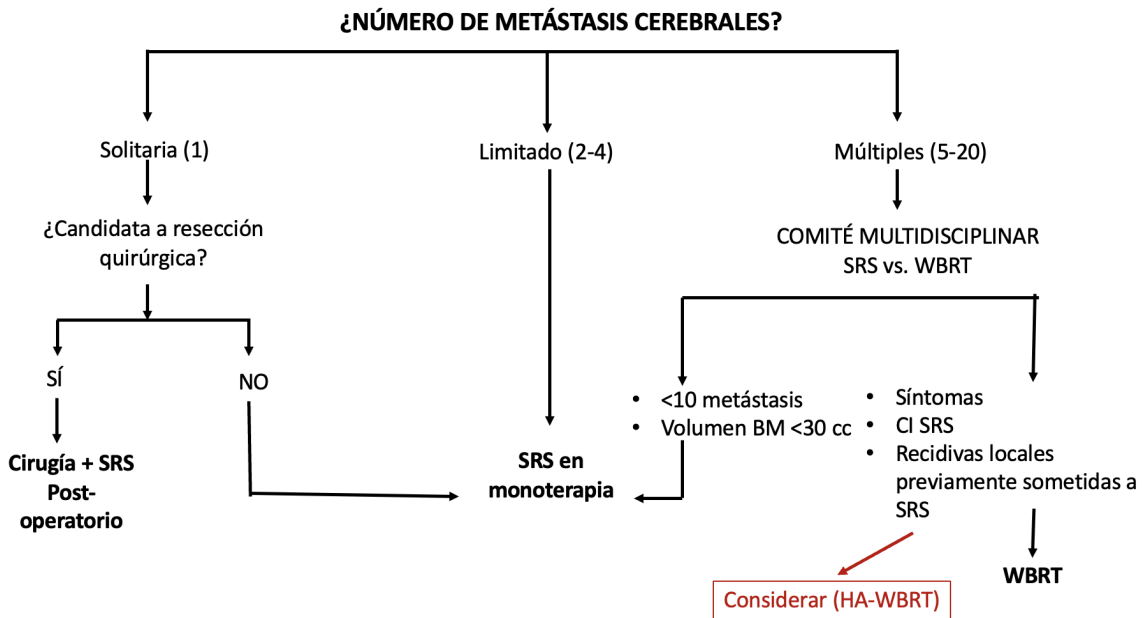 ¿NÚMERO DE METÁSTASIS CEREBRALES?
Solitaria (1)
Limitado (2-4)
Múltiples (5-20)
¿Candidata a resección
quirúrgica?
COMITÉ MULTIDISCIPLINAR
SRS vs. WBRT
SÍ
NO
• <10 metástasis
• Volumen BM <30 cc
• Síntomas
• CI SRS
• Recidivas locales
previamente sometidas a
SRS
Cirugía + SRS
Post-
operatorio
SRS en
monoterapia
WBRT
Considerar (HA-WBRT)